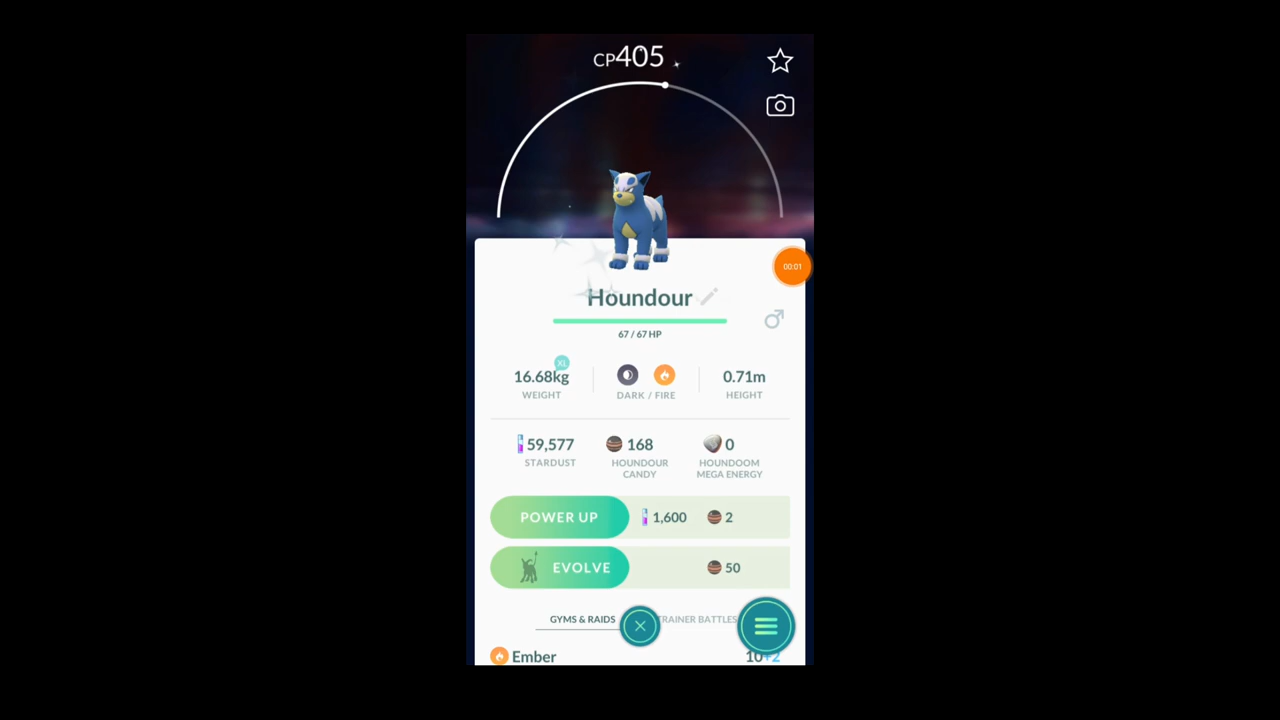 CP405
00:01
Houndour
67 / 67 HP
XL
16.68kg
WEIGHT
DARK / FIRE
0.71m
HEIGHT
59,577
STARDUST
168
HOUNDOUR
CANDY
0
HOUNDOOM
MEGA ENERGY
POWER UP 1,600 2
EVOLVE 50
GYMS & RAIDS
TRAINER BATTLES
Ember 10+2